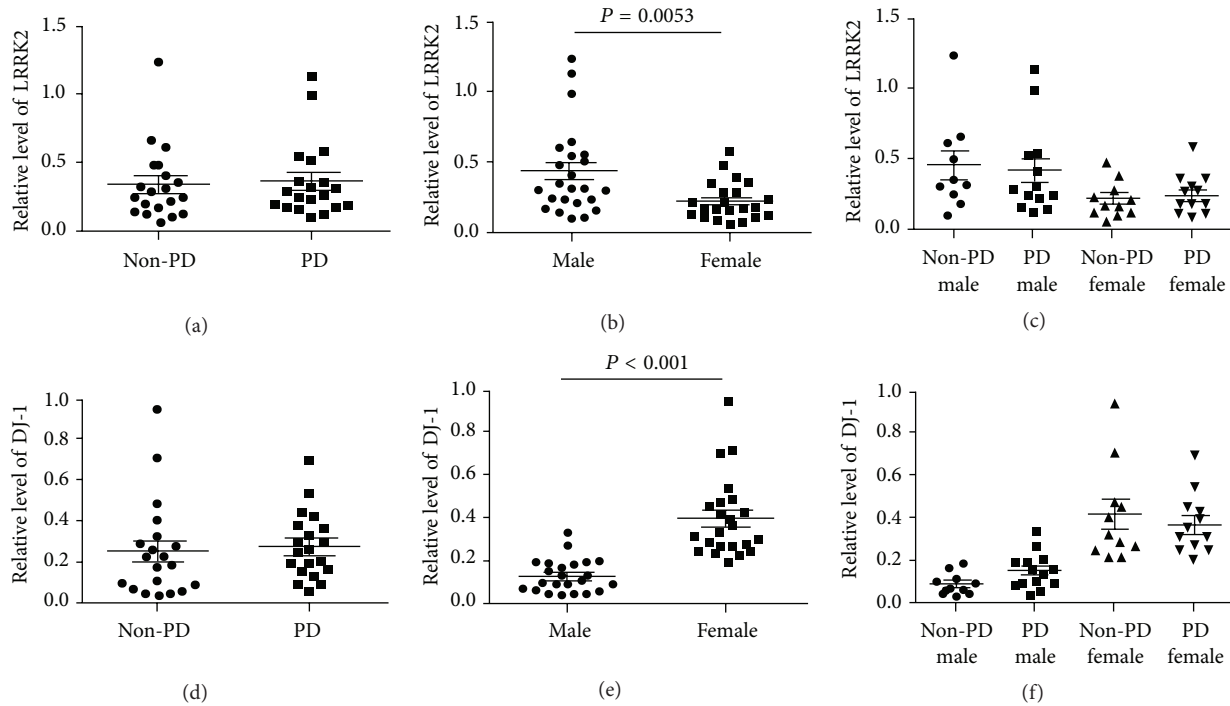 Relative level of LRRK2
1.5
1.0
0.5
0.0
Non-PD PD
(a)
P = 0.0053
Relative level of LRRK2
1.5
1.0
0.5
0.0
Male Female
(b)
Relative level of LRRK2
1.5
1.0
0.5
0.0
Non-PD PD Non-PD PD
male male female female
(c)
Relative level of DJ-1
1.0
0.8
0.6
0.4
0.2
0.0
Non-PD PD
(d)
P < 0.001
Relative level of DJ-1
1.0
0.8
0.6
0.4
0.2
0.0
Male Female
(e)
Relative level of DJ-1
1.0
0.8
0.6
0.4
0.2
0.0
Non-PD PD Non-PD PD
male male female female
(f)